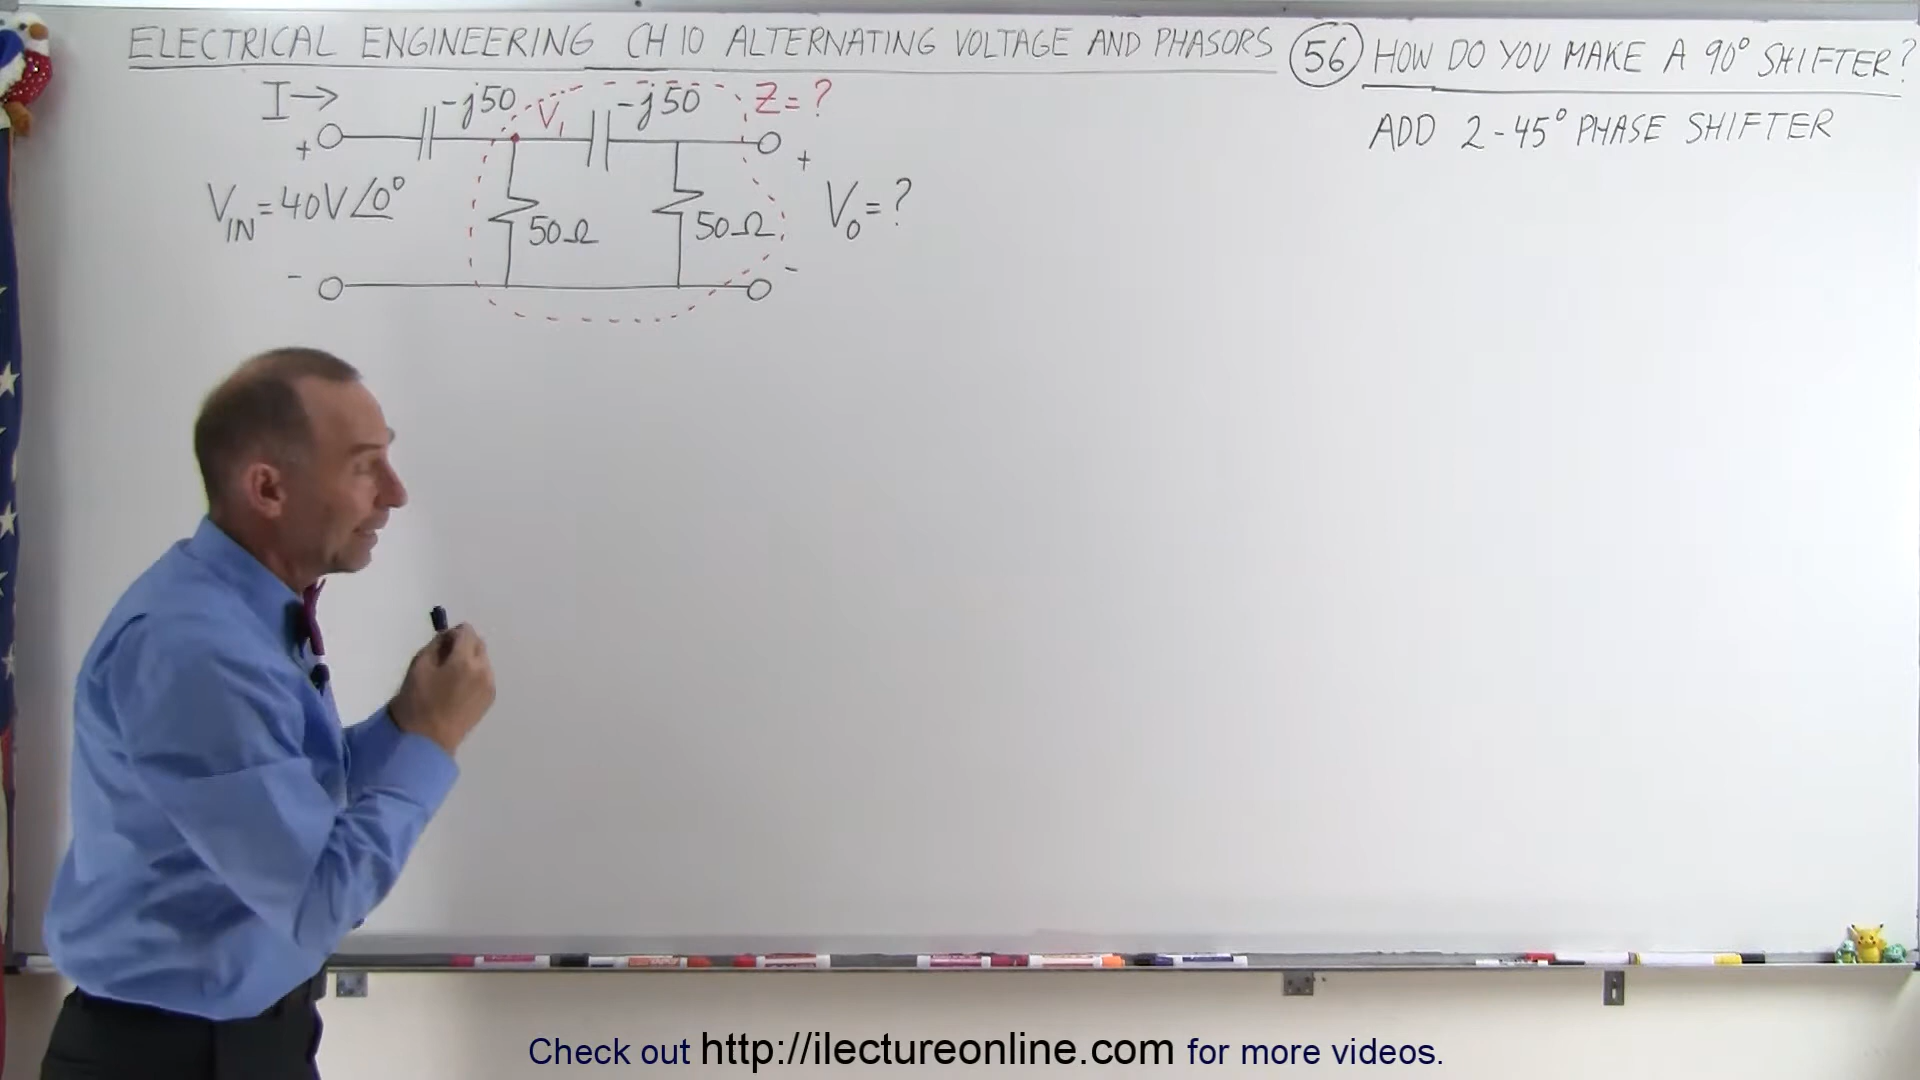 ELECTRICAL ENGINEERING CH 10 ALTERNATING VOLTAGE AND PHASORS
56 HOW DO YOU MAKE A 90° SHIFTER?
ADD 2-45° PHASE SHIFTER
I→ -j50 V₁ -j50 Z=?
+ +
V_IN=40V∠0° 50Ω 50Ω V₀=?
- -
Check out http://ilectureonline.com for more videos.